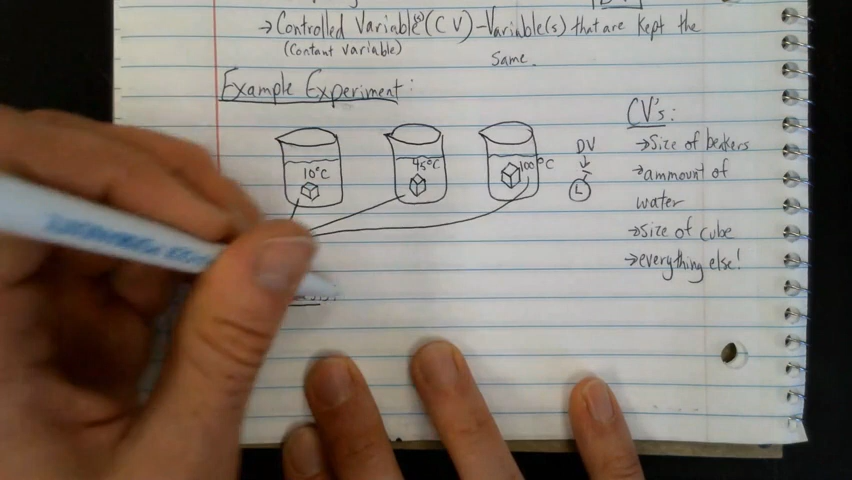 →Controlled Variable(s)(CV)-Variable(s) that are kept the
(Contant variable)
same.
Example Experiment:
10°C
45°C
100°C
DV
↓
L
CV's:
→Size of beakers
→ammount of
water
→size of cube
→everything else!